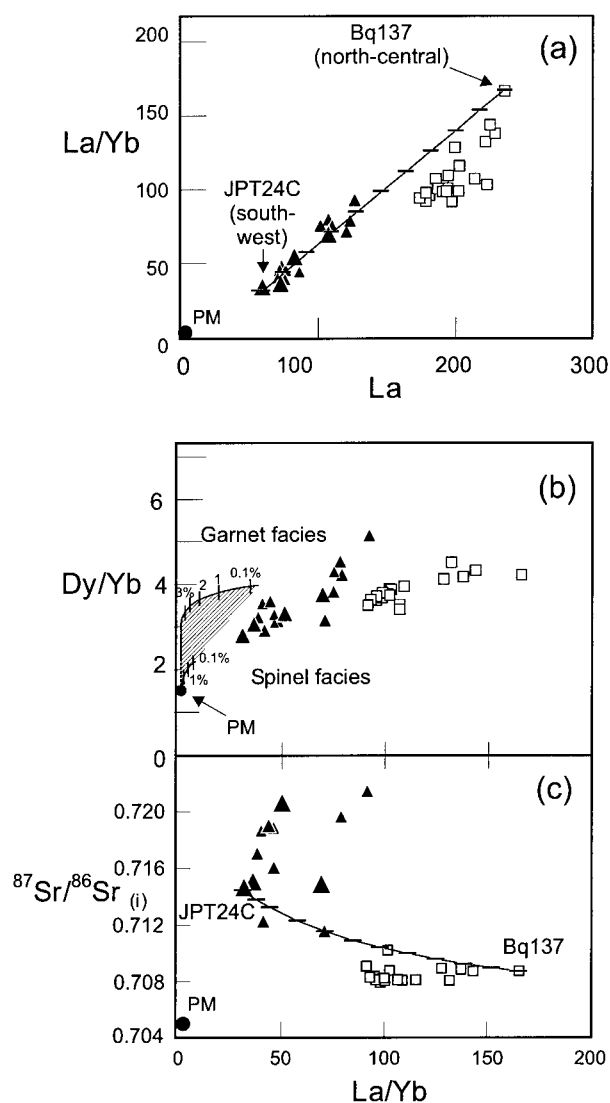 200
Bq137
(north-central)
(a)
150
La/Yb
JPT24C
(south-
west)
100
50
PM
0
0
100
200
300
La
(b)
6
Garnet facies
Dy/Yb
4
3%
2
1
0.1%
2
0.1%
1%
Spinel facies
PM
0
(c)
0.720
0.716
87Sr/86Sr (i)
JPT24C
0.712
Bq137
0.708
PM
0.704
0
50
100
150
200
La/Yb